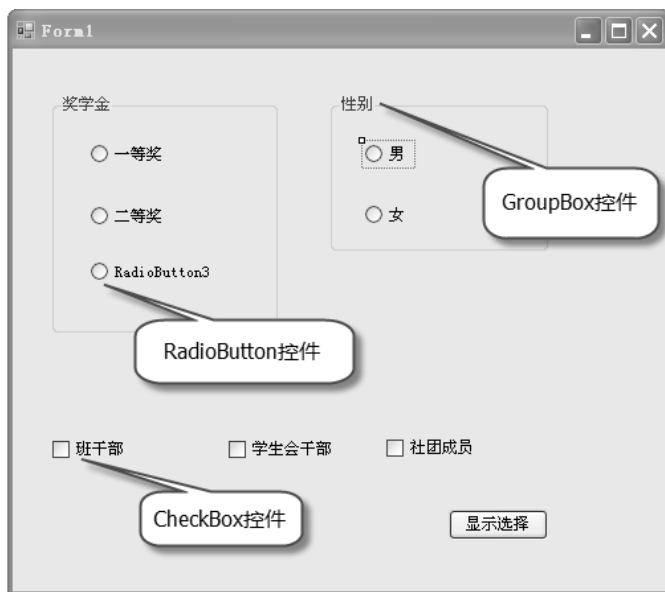 Form1
奖学金
性别
一等奖
男
GroupBox控件
二等奖
女
RadioButton3
RadioButton控件
班干部
学生会干部
社团成员
CheckBox控件
显示选择